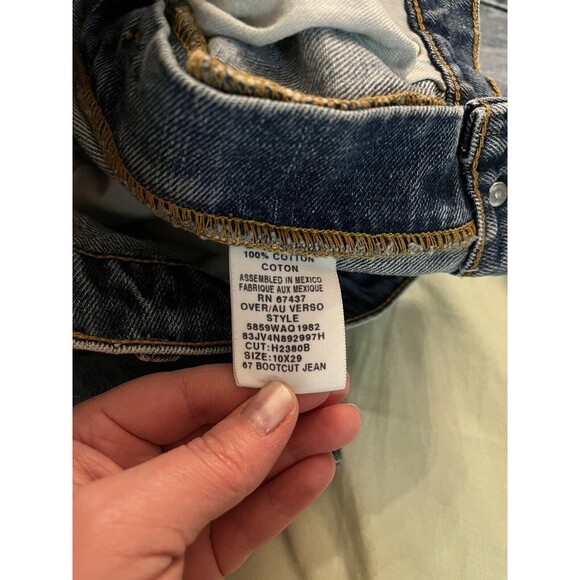 100% COTTON
COTON
ASSEMBLED IN MEXICO
FABRIQUE AUX MEXIQUE
RN 67437
OVER/AU VERSO
STYLE
5859WAQ1982
83JV4N892997H
CUT:H2380B
SIZE:10X29
67 BOOTCUT JEAN